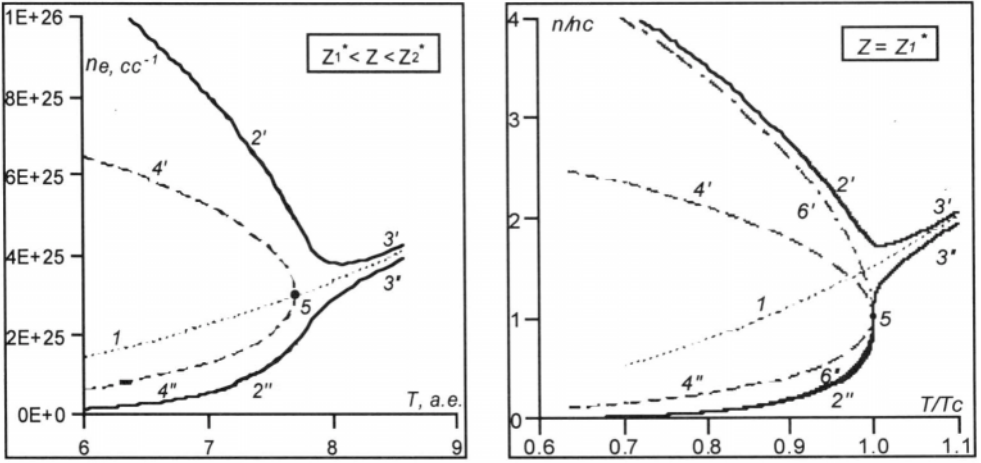 1E+26
nₑ, cc⁻¹
Z₁* < Z < Z₂*
8E+25
2'
4'
6E+25
4E+25
3'
3"
5
1
2E+25
4"
2"
T, a.e.
0E+0
6 7 8 9
4
n/nc
Z = Z₁*
3
2'
4'
6'
2
3'
3"
1
5
1
4"
6"
2"
T/Tc
0
0.6 0.7 0.8 0.9 1.0 1.1